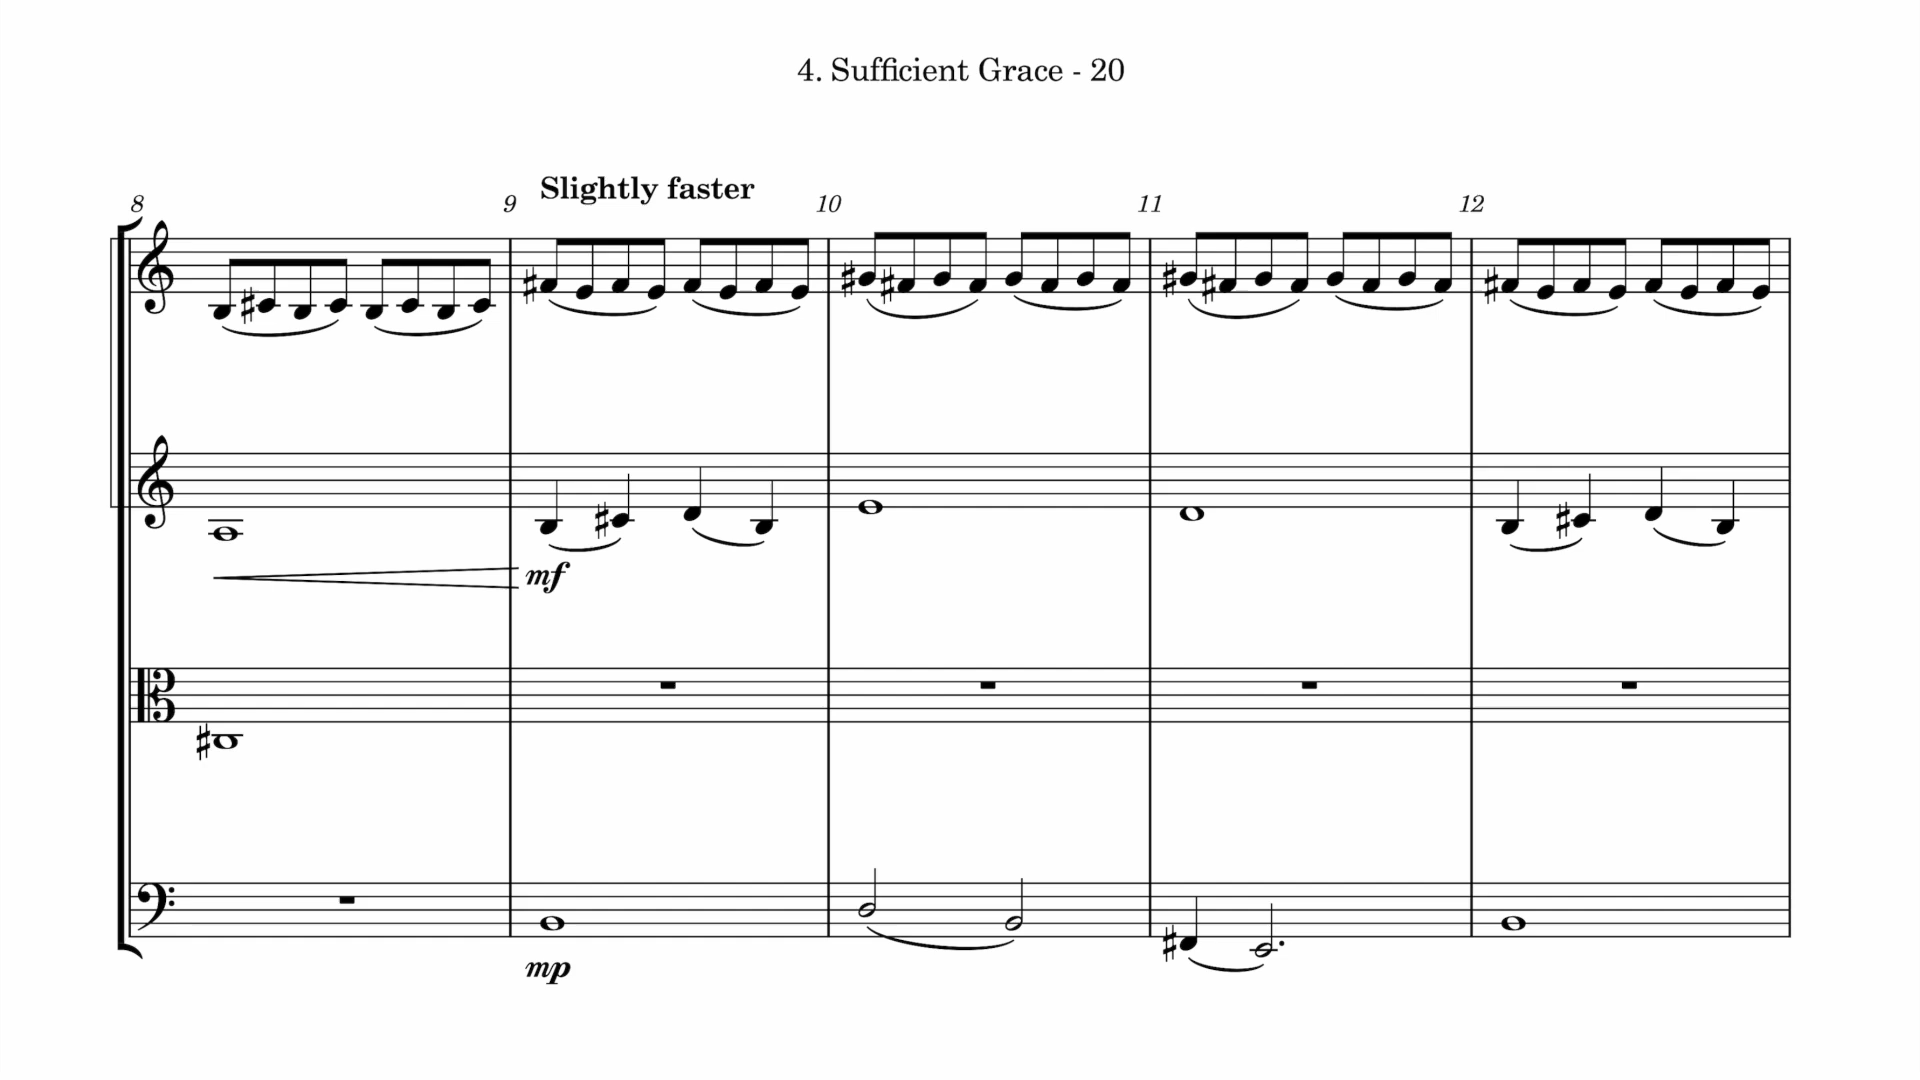 4. Sufficient Grace - 20
Slightly faster
8 9 10 11 12
mf
mp